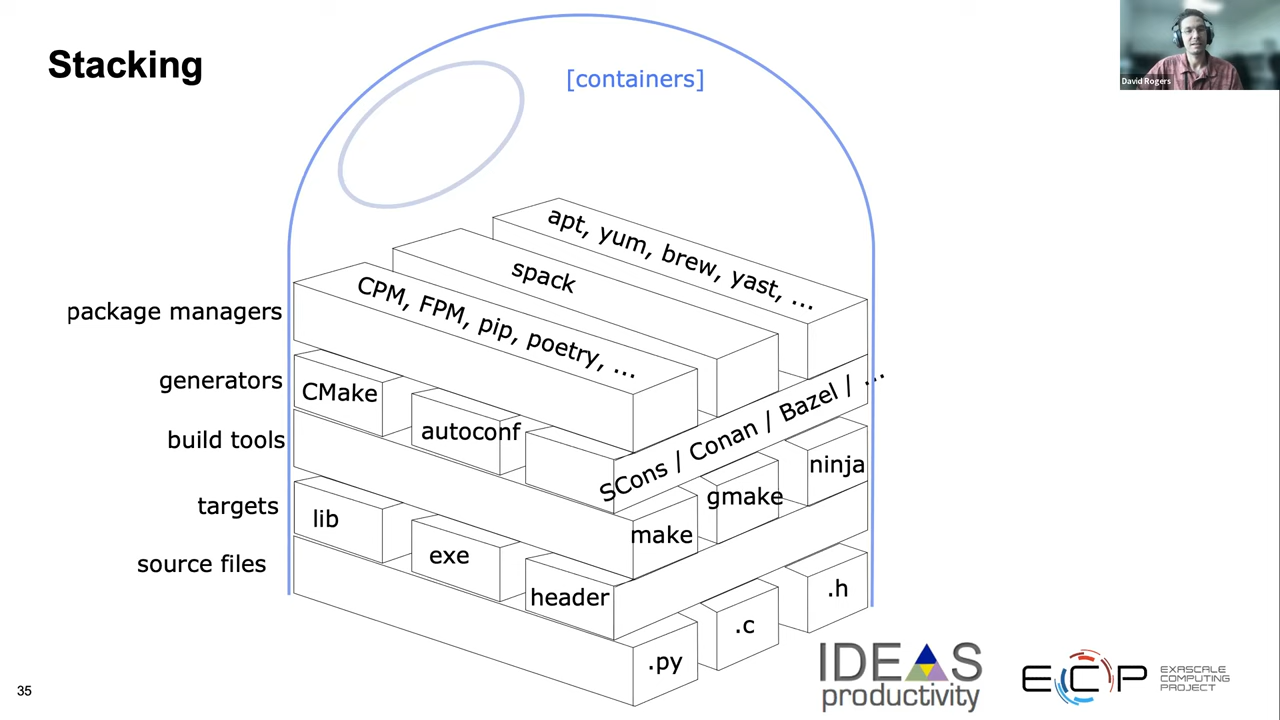 Stacking
[containers]
David Rogers
apt, yum, brew, yast, ...
spack
CPM, FPM, pip, poetry, ...
package managers
generators
CMake
autoconf
SCons / Conan / Bazel / ...
build tools
make
gmake
ninja
targets
lib
exe
header
source files
.py
.c
.h
35
IDEAS
productivity
ECP
EXASCALE
COMPUTING
PROJECT